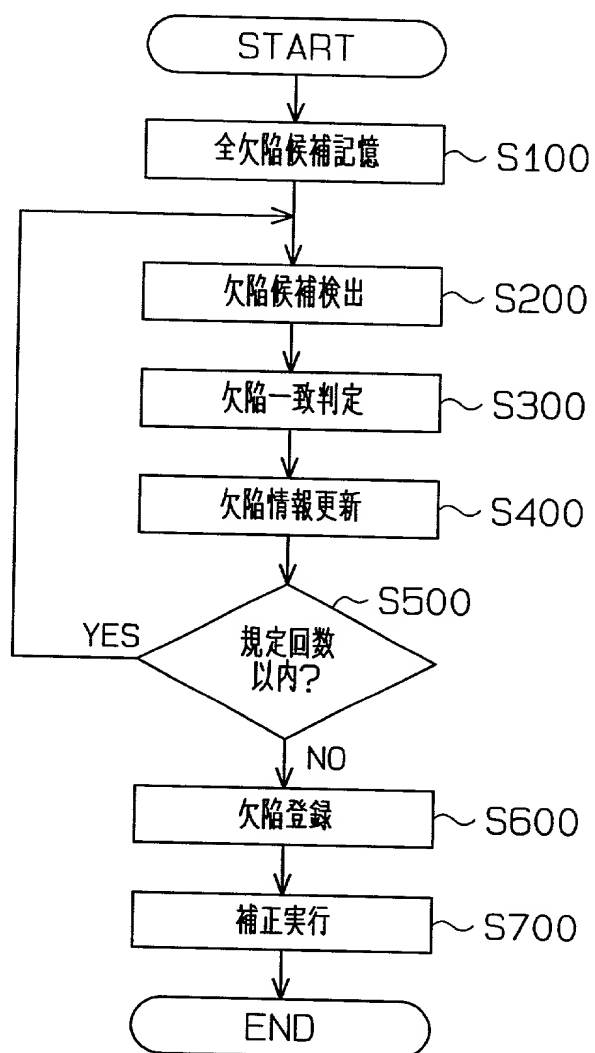 START
全欠陥候補記憶
S100
欠陥候補検出
S200
欠陥一致判定
S300
欠陥情報更新
S400
S500
規定回数
以内?
YES
NO
欠陥登録
S600
補正実行
S700
END